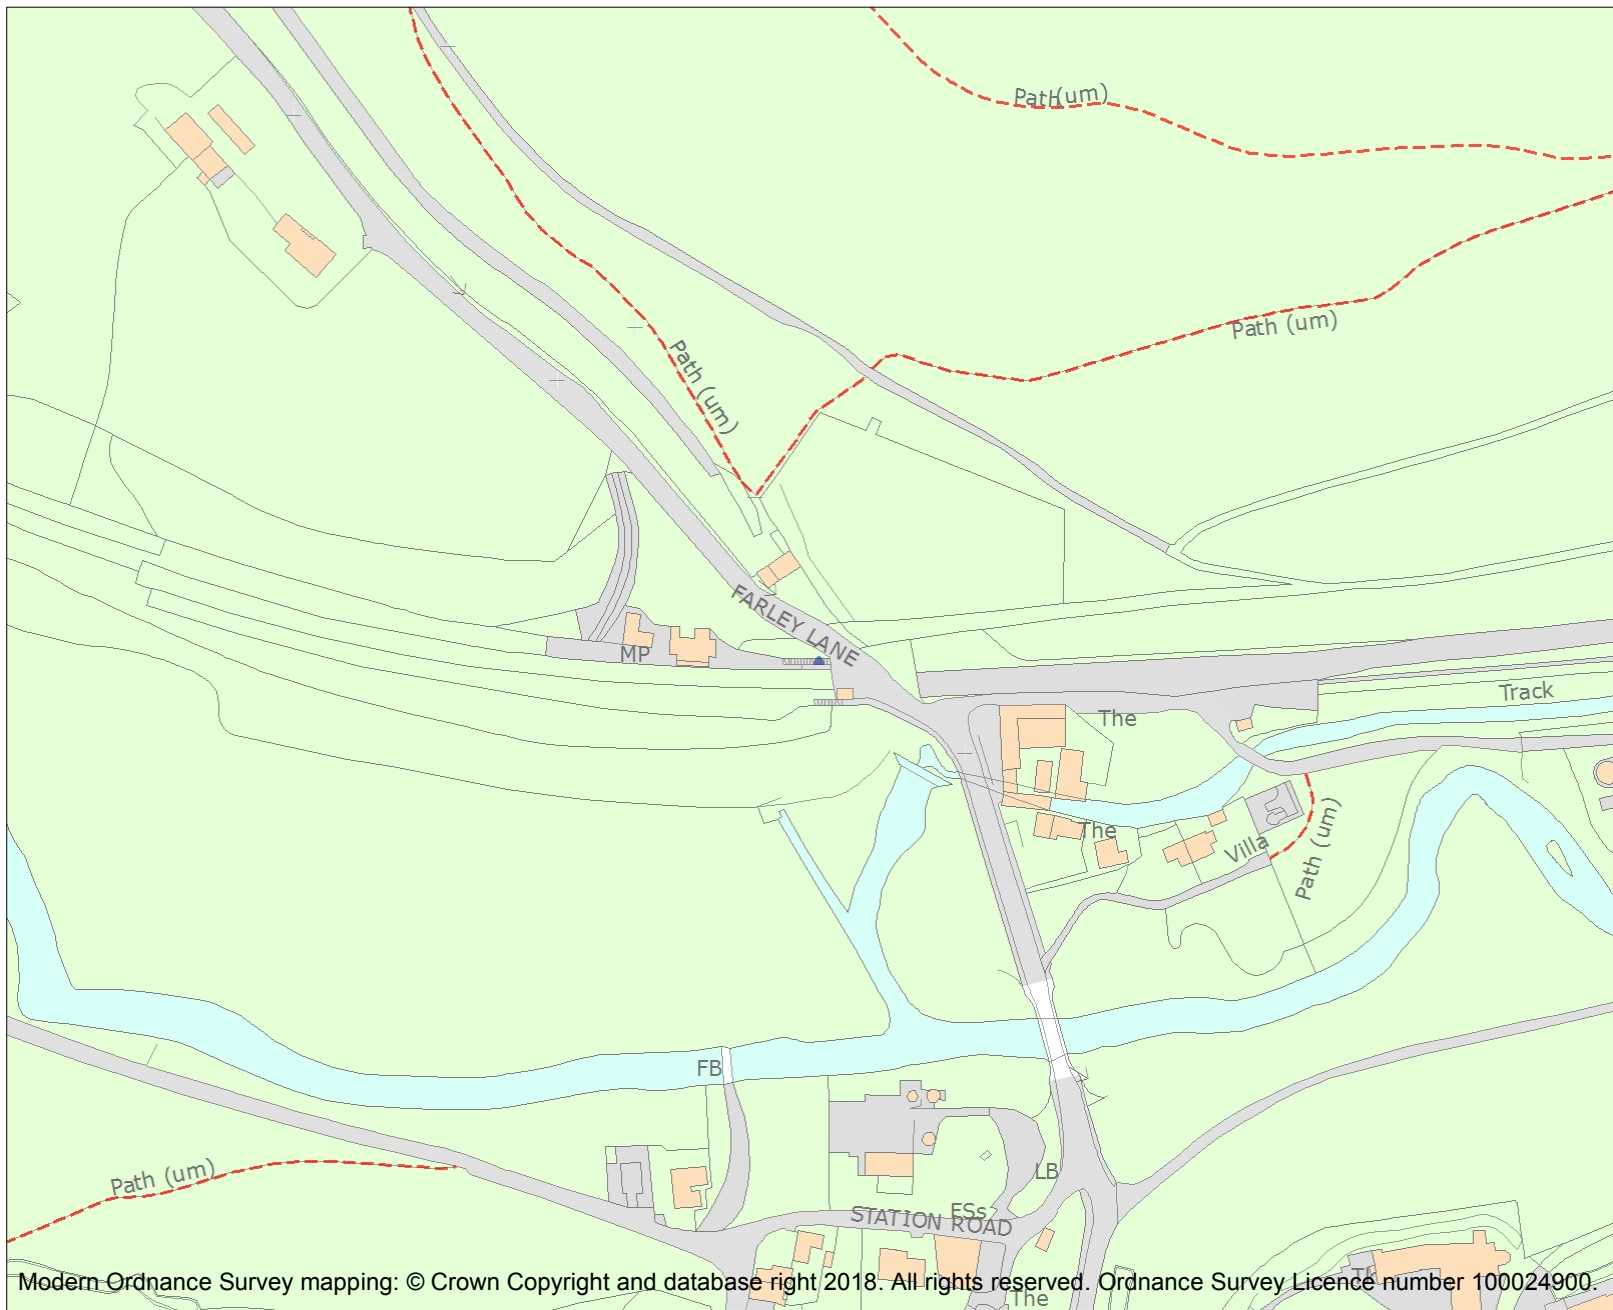 Path (um)
Path (um)
Path (um)
FARLEY LANE
MP
Track
The
The
Villa
Path (um)
FB
LB
Path (um)
ESs
STATION ROAD
Modern Ordnance Survey mapping: © Crown Copyright and database right 2018. All rights reserved. Ordnance Survey Licence number 100024900.
The